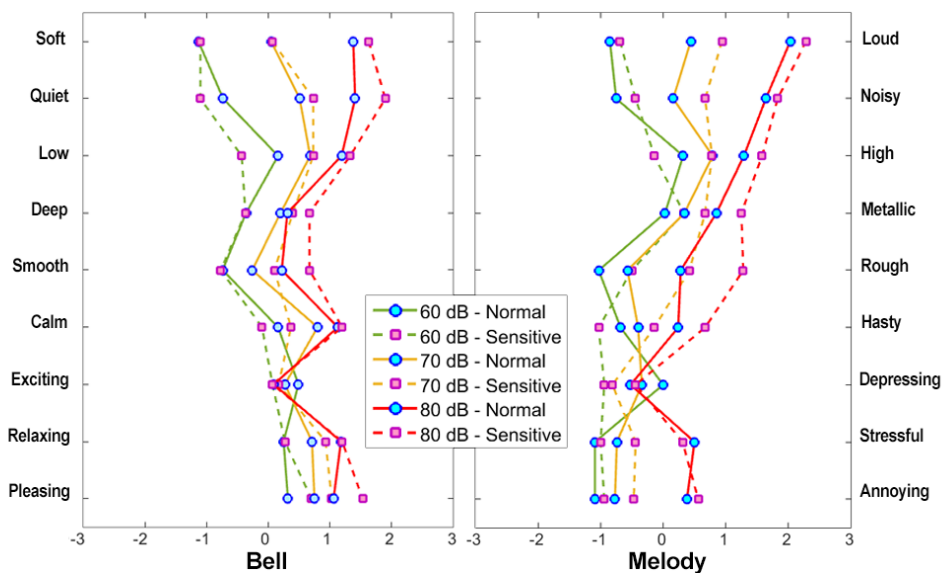 Soft
Quiet
Low
Deep
Smooth
Calm
Exciting
Relaxing
Pleasing
-3 -2 -1 0 1 2 3
Bell
60 dB - Normal
60 dB - Sensitive
70 dB - Normal
70 dB - Sensitive
80 dB - Normal
80 dB - Sensitive
Loud
Noisy
High
Metallic
Rough
Hasty
Depressing
Stressful
Annoying
-3 -2 -1 0 1 2 3
Melody